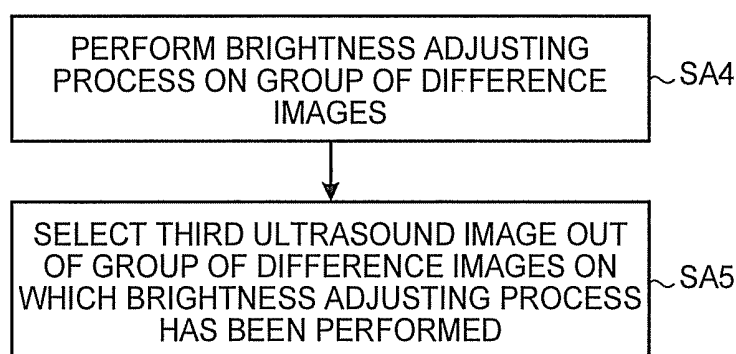 PERFORM BRIGHTNESS ADJUSTING
PROCESS ON GROUP OF DIFFERENCE
IMAGES
SA4
SELECT THIRD ULTRASOUND IMAGE OUT
OF GROUP OF DIFFERENCE IMAGES ON
WHICH BRIGHTNESS ADJUSTING PROCESS
HAS BEEN PERFORMED
SA5